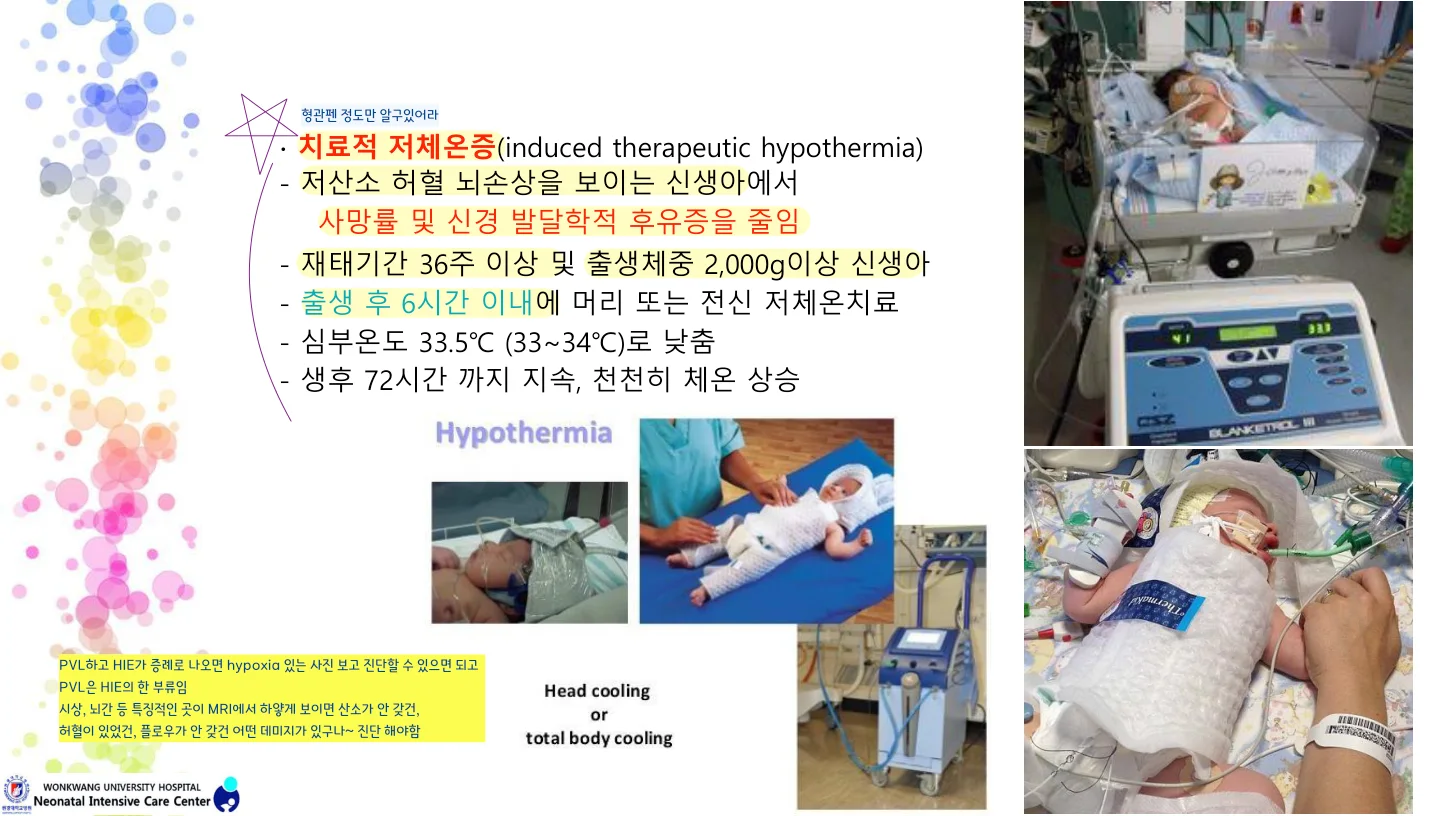 형관펜 정도만 알구있어라
· 치료적 저체온증(induced therapeutic hypothermia)
- 저산소 허혈 뇌손상을 보이는 신생아에서
사망률 및 신경 발달학적 후유증을 줄임
- 재태기간 36주 이상 및 출생체중 2,000g이상 신생아
- 출생 후 6시간 이내에 머리 또는 전신 저체온치료
- 심부온도 33.5℃ (33~34℃)로 낮춤
- 생후 72시간 까지 지속, 천천히 체온 상승
Hypothermia
Head cooling
or
total body cooling
PVL하고 HIE가 증례로 나오면 hypoxia 있는 사진 보고 진단할 수 있으면 되고
PVL은 HIE의 한 부류임
시상, 뇌간 등 특징적인 곳이 MRI에서 하얗게 보이면 산소가 안 갖건,
허혈이 있었건, 플로우가 안 갖건 어떤 데미지가 있구나~ 진단 해야함
WONKWANG UNIVERSITY HOSPITAL
Neonatal Intensive Care Center
41
33.3
CSZ
BLANKETROL III
ThermaKid